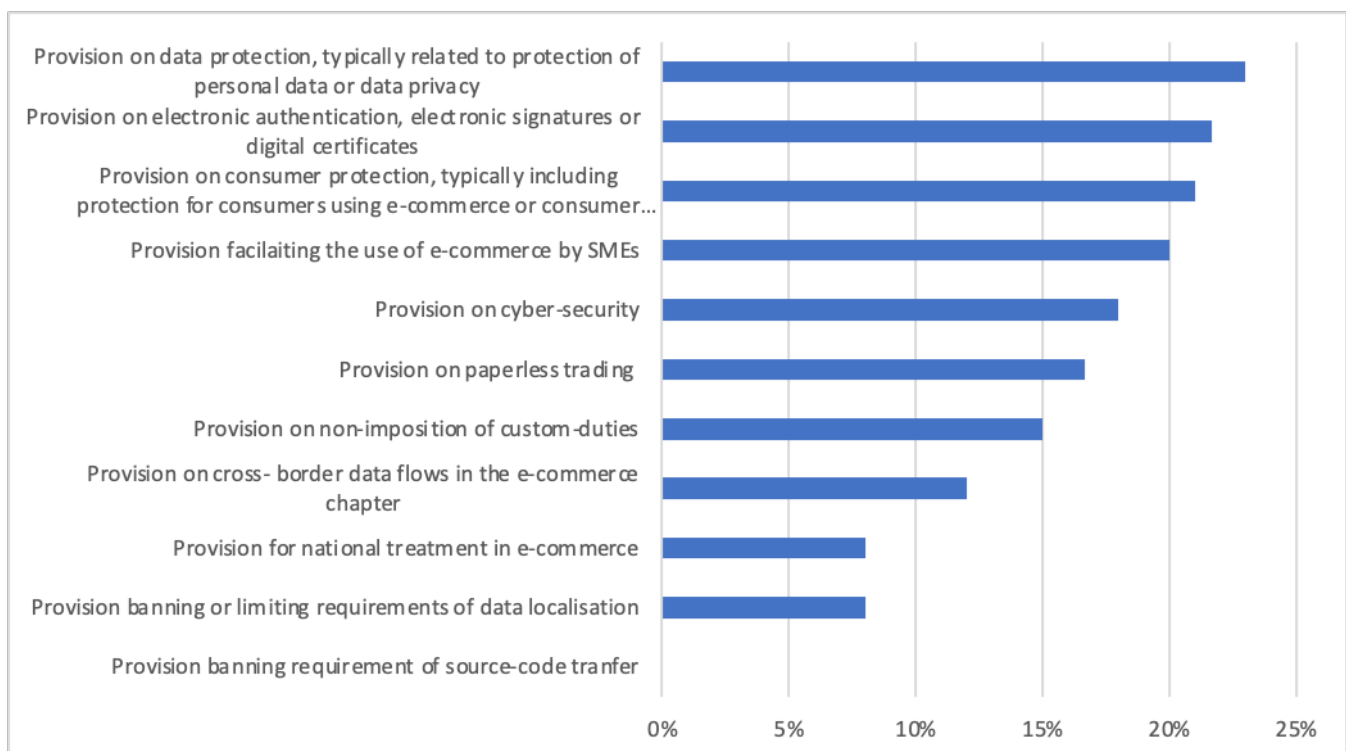 Provision on data protection, typically related to protection of
personal data or data privacy
Provision on electronic authentication, electronic signatures or
digital certificates
Provision on consumer protection, typically including
protection for consumers using e-commerce or consumer...
Provision facilaiting the use of e-commerce by SMEs
Provision on cyber-security
Provision on paperless trading
Provision on non-imposition of custom-duties
Provision on cross- border data flows in the e-commerce
chapter
Provision for national treatment in e-commerce
Provision banning or limiting requirements of data localisation
Provision banning requirement of source-code tranfer
0% 5% 10% 15% 20% 25%